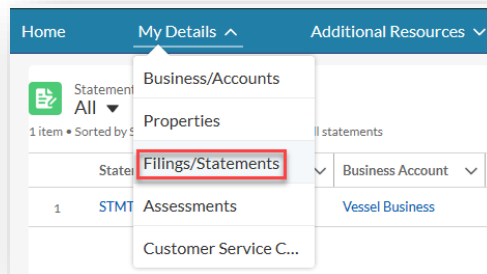 Home My Details Additional Resources
Business/Accounts
Statement
All
Properties
1 item • Sorted by S ll statements
Filings/Statements
State Business Account
1 STMT Vessel Business
Assessments
Customer Service C...